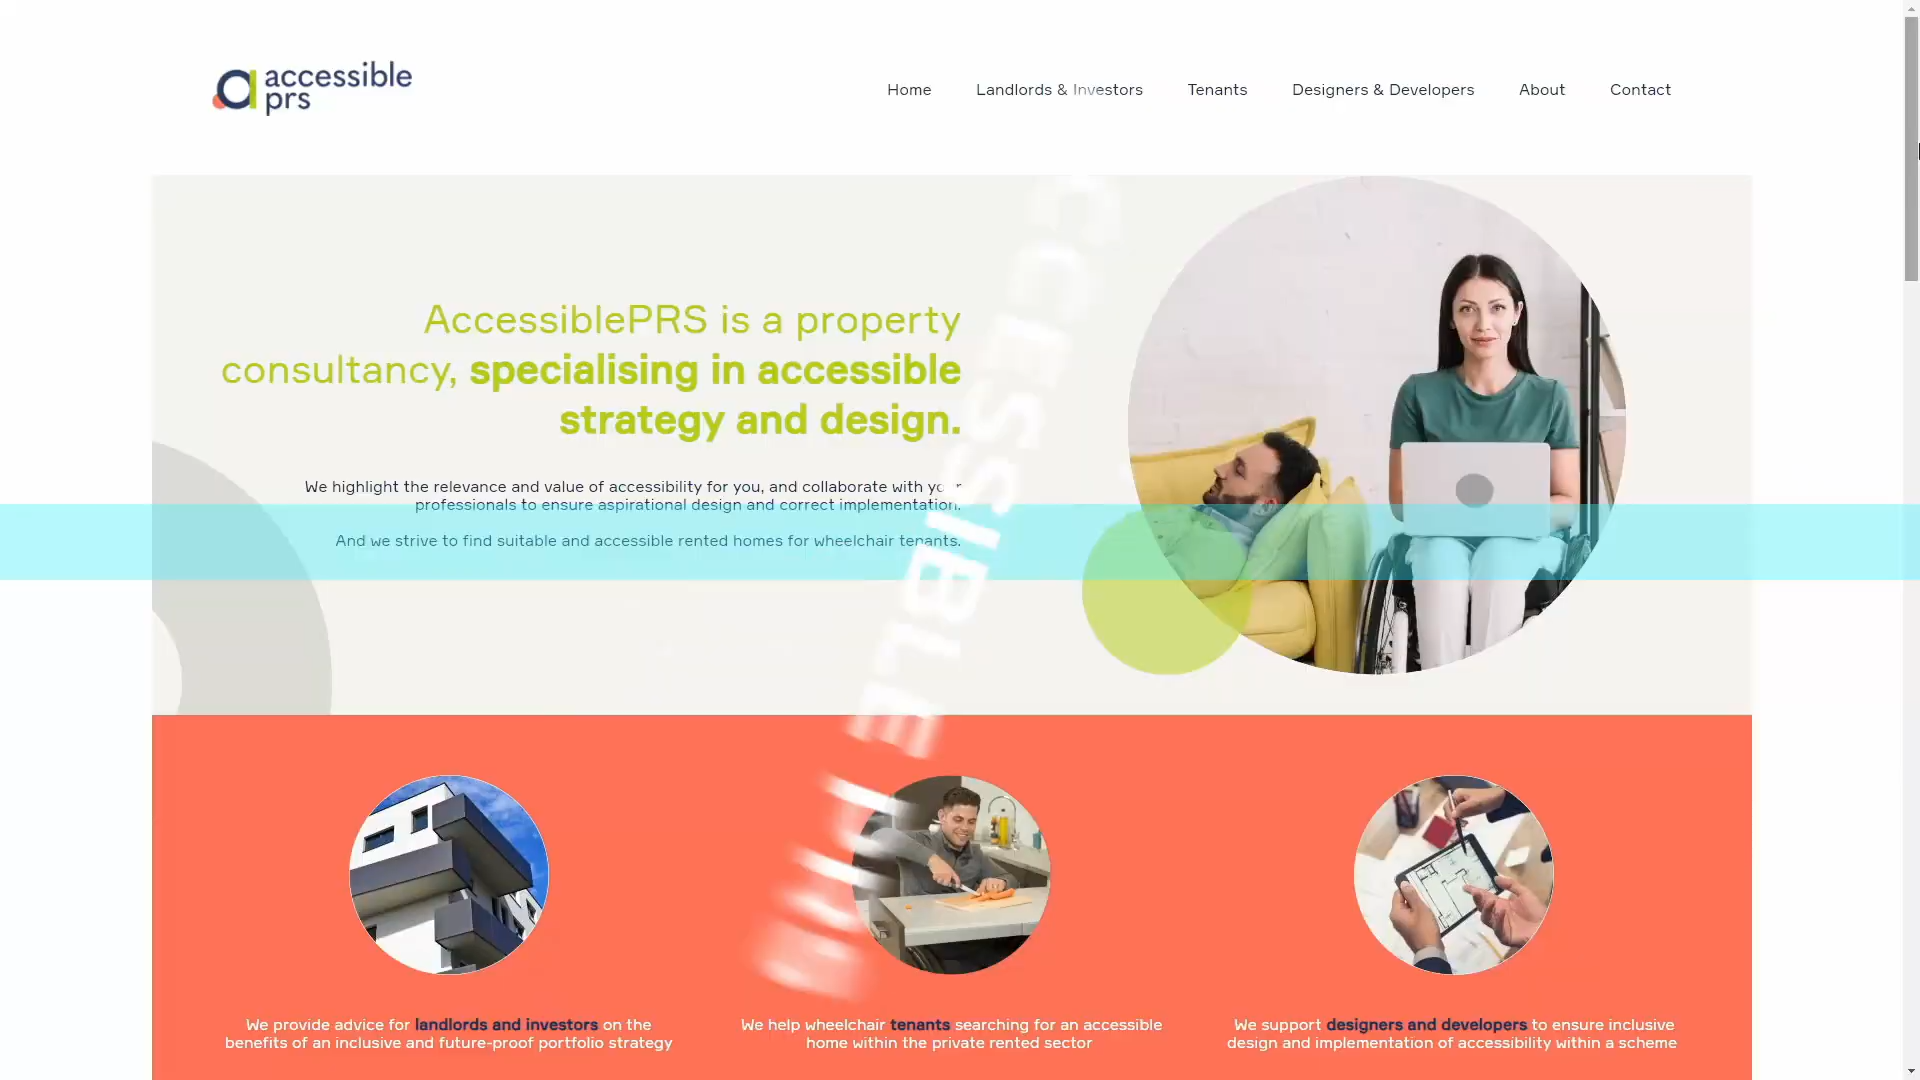 accessible
prs
Home Landlords & Investors Tenants Designers & Developers About Contact
AccessiblePRS is a property
consultancy, specialising in accessible
strategy and design.
We highlight the relevance and value of accessibility for you, and collaborate with your
professionals to ensure aspirational design and correct implementation.
And we strive to find suitable and accessible rented homes for wheelchair tenants.
We provide advice for landlords and investors on the
benefits of an inclusive and future-proof portfolio strategy
We help wheelchair tenants searching for an accessible
home within the private rented sector
We support designers and developers to ensure inclusive
design and implementation of accessibility within a scheme